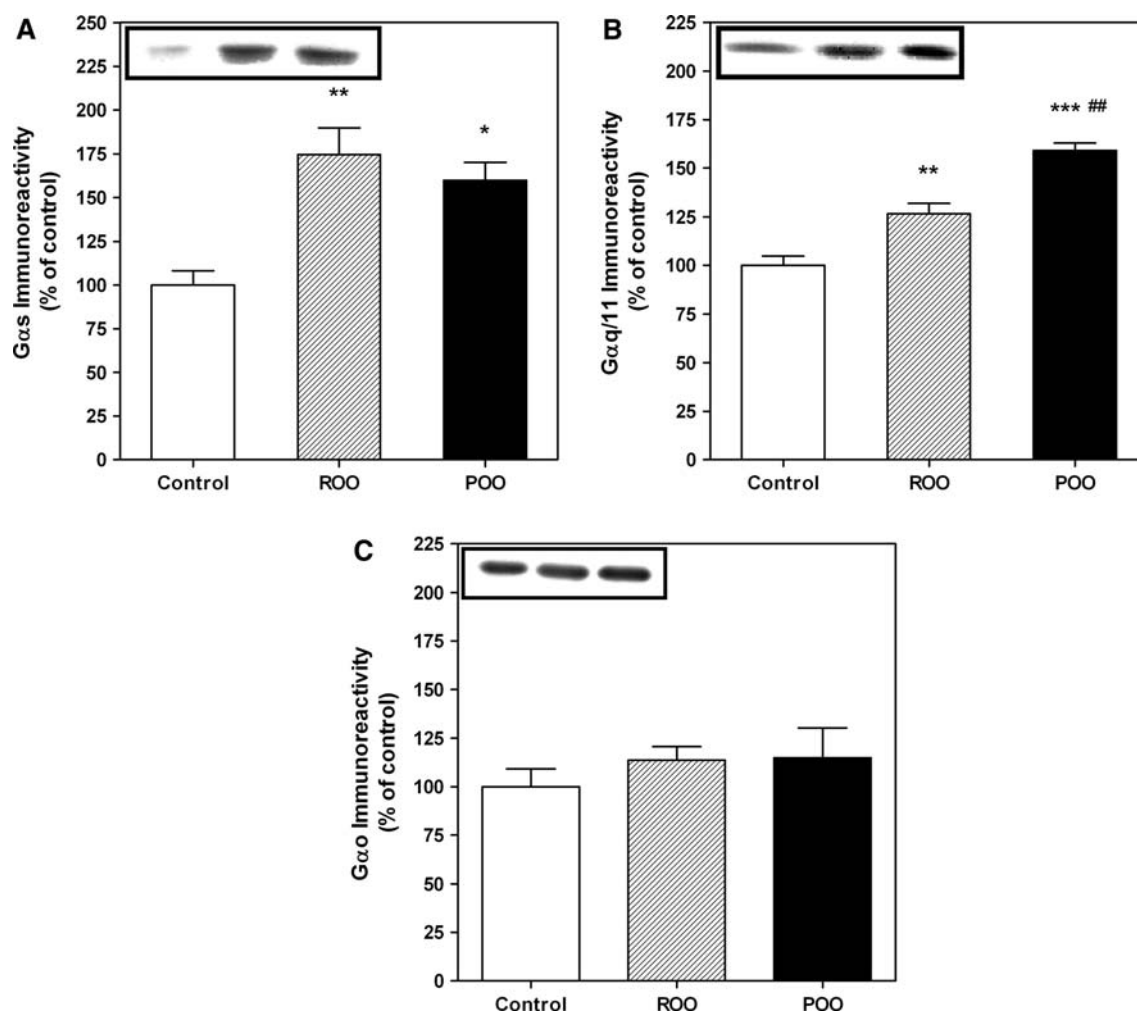 A
250
225
200
175
150
125
100
75
50
25
0
Gαs Immunoreactivity
(% of control)
**
*
Control ROO POO
B
225
200
175
150
125
100
75
50
25
0
Gαq/11 Immunoreactivity
(% of control)
**
*** ##
Control ROO POO
C
225
200
175
150
125
100
75
50
25
0
Gαo Immunoreactivity
(% of control)
Control ROO POO